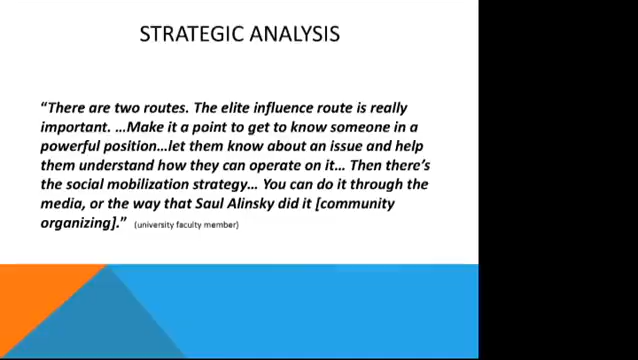 STRATEGIC ANALYSIS
“There are two routes. The elite influence route is really
important. …Make it a point to get to know someone in a
powerful position…let them know about an issue and help
them understand how they can operate on it… Then there’s
the social mobilization strategy… You can do it through the
media, or the way that Saul Alinsky did it [community
organizing].” (university faculty member)